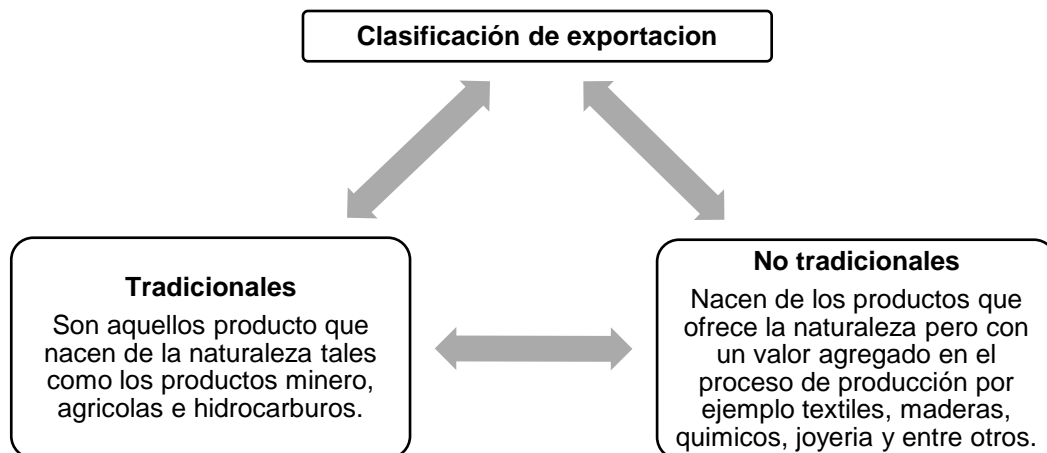 Clasificación de exportacion
Tradicionales
Son aquellos producto que
nacen de la naturaleza tales
como los productos minero,
agricolas e hidrocarburos.
No tradicionales
Nacen de los productos que
ofrece la naturaleza pero con
un valor agregado en el
proceso de producción por
ejemplo textiles, maderas,
quimicos, joyeria y entre otros.